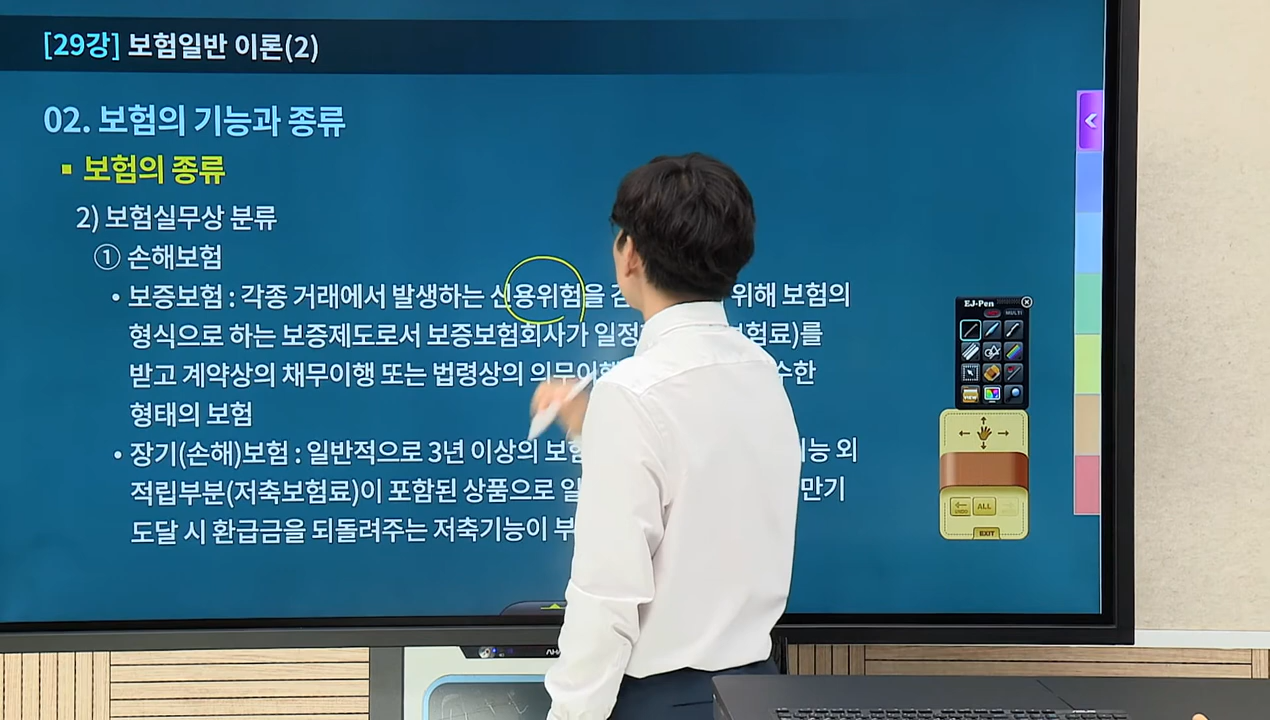 [29강] 보험일반 이론(2)
02. 보험의 기능과 종류
▪ 보험의 종류
2) 보험실무상 분류
① 손해보험
• 보증보험 : 각종 거래에서 발생하는 신용위험을 위해 보험의
형식으로 하는 보증제도로서 보증보험회사가 일정 험료)를
받고 계약상의 채무이행 또는 법령상의 의무이행 수한
형태의 보험
• 장기(손해)보험 : 일반적으로 3년 이상의 보험 능 외
적립부분(저축보험료)이 포함된 상품으로 일 만기
도달 시 환급금을 되돌려주는 저축기능이 부
EJ-Pen
MULTI
VIEW
UNDO
ALL
EXIT